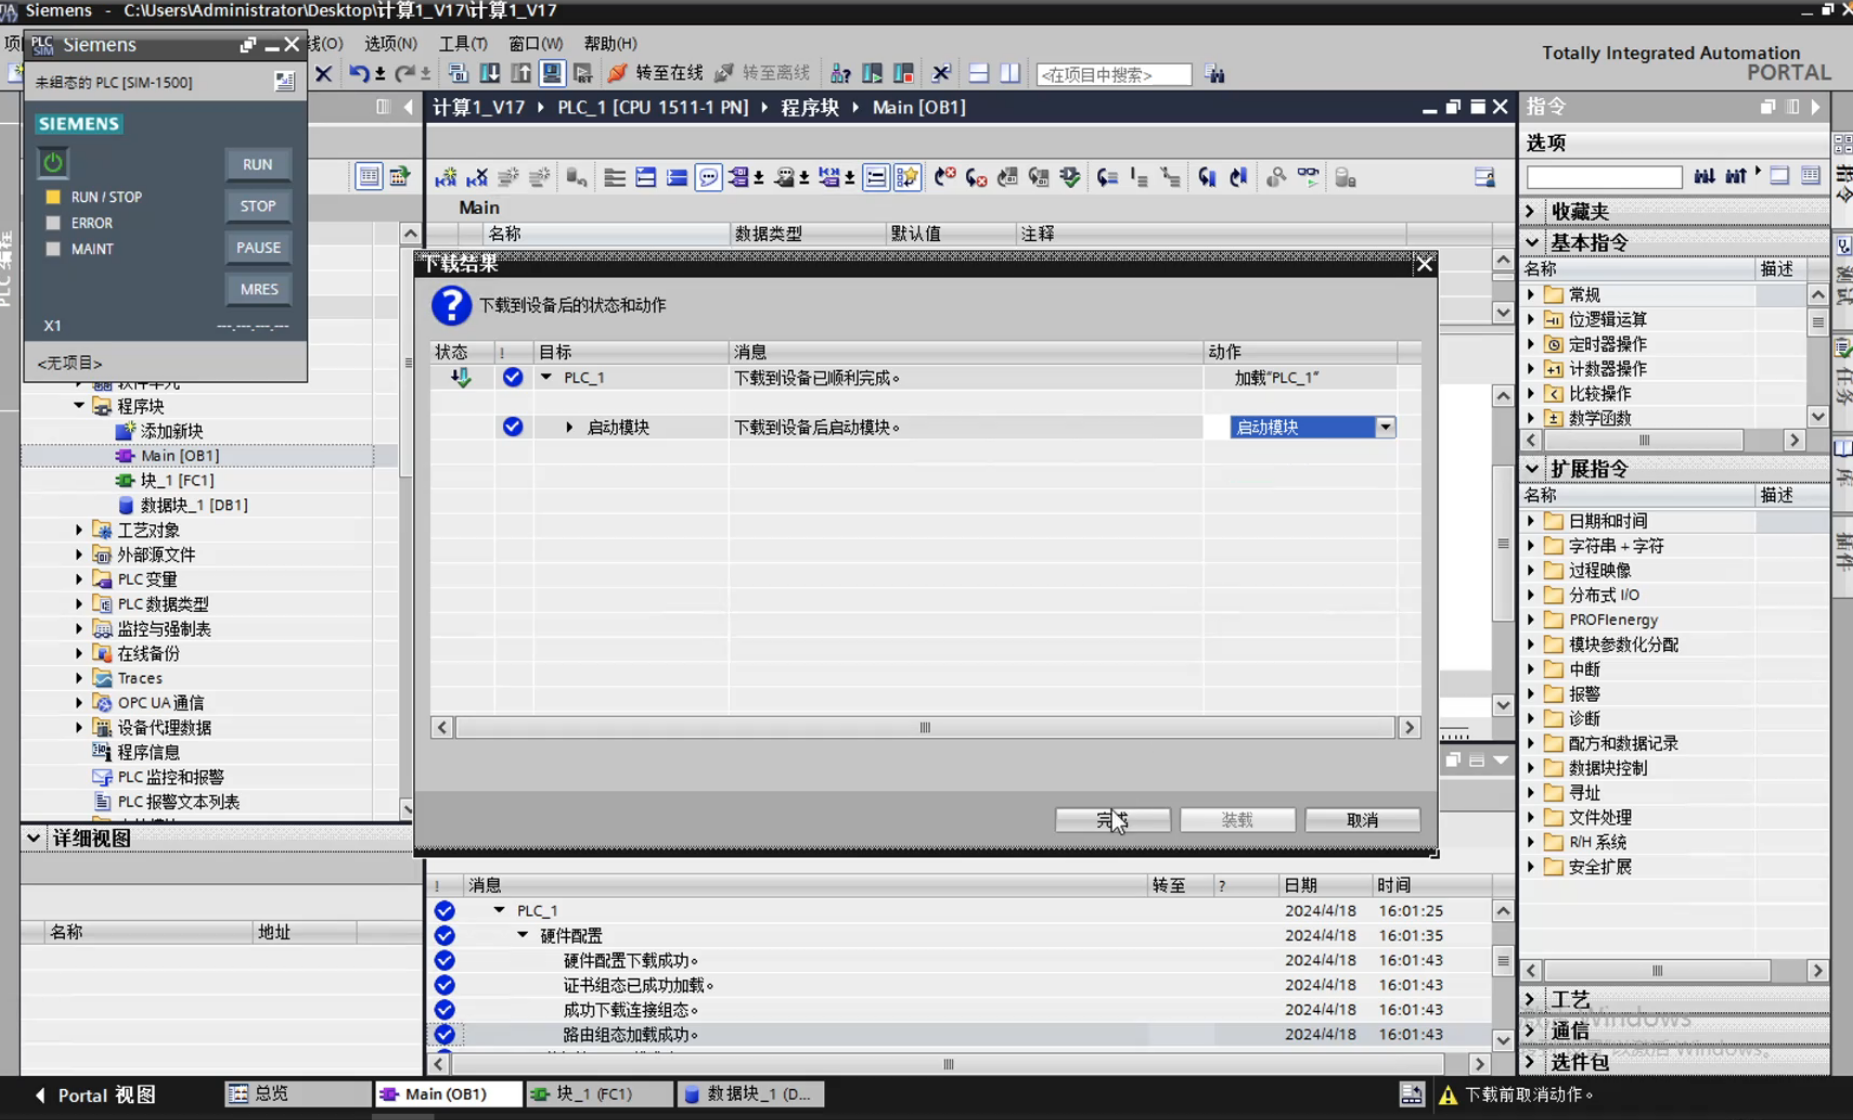 Siemens - C:\Users\Administrator\Desktop\计算1_V17\计算1_V17
选项(N) 工具(T) 窗口(W) 帮助(H)
转至在线 转至离线 <在项目中搜索>
Totally Integrated Automation
PORTAL
PLC SIM Siemens
未组态的 PLC [SIM-1500]
SIEMENS
RUN / STOP
ERROR
MAINT
RUN
STOP
PAUSE
MRES
X1 ---.---.---.---
<无项目>
程序块
添加新块
Main [OB1]
块_1 [FC1]
数据块_1 [DB1]
工艺对象
外部源文件
PLC 变量
PLC 数据类型
监控与强制表
在线备份
Traces
OPC UA 通信
设备代理数据
程序信息
PLC 监控和报警
PLC 报警文本列表
详细视图
名称 地址
计算1_V17 PLC_1 [CPU 1511-1 PN] 程序块 Main [OB1]
Main
名称 数据类型 默认值 注释
下载结果
? 下载到设备后的状态和动作
状态 ! 目标 消息 动作
PLC_1 下载到设备已顺利完成。 加载"PLC_1"
启动模块 下载到设备后启动模块。 启动模块
装载 取消
! 消息 转至 ? 日期 时间
PLC_1 2024/4/18 16:01:25
硬件配置 2024/4/18 16:01:35
硬件配置下载成功。 2024/4/18 16:01:43
证书组态已成功加载。 2024/4/18 16:01:43
成功下载连接组态。 2024/4/18 16:01:43
路由组态加载成功。 2024/4/18 16:01:43
指令
选项
收藏夹
基本指令
名称 描述
常规
位逻辑运算
定时器操作
计数器操作
比较操作
数学函数
扩展指令
名称 描述
日期和时间
字符串 + 字符
过程映像
分布式 I/O
PROFIenergy
模块参数化分配
中断
报警
诊断
配方和数据记录
数据块控制
寻址
文件处理
R/H 系统
安全扩展
工艺
通信
选件包
Portal 视图 总览 Main (OB1) 块_1 (FC1) 数据块_1 (D...
下载前取消动作。